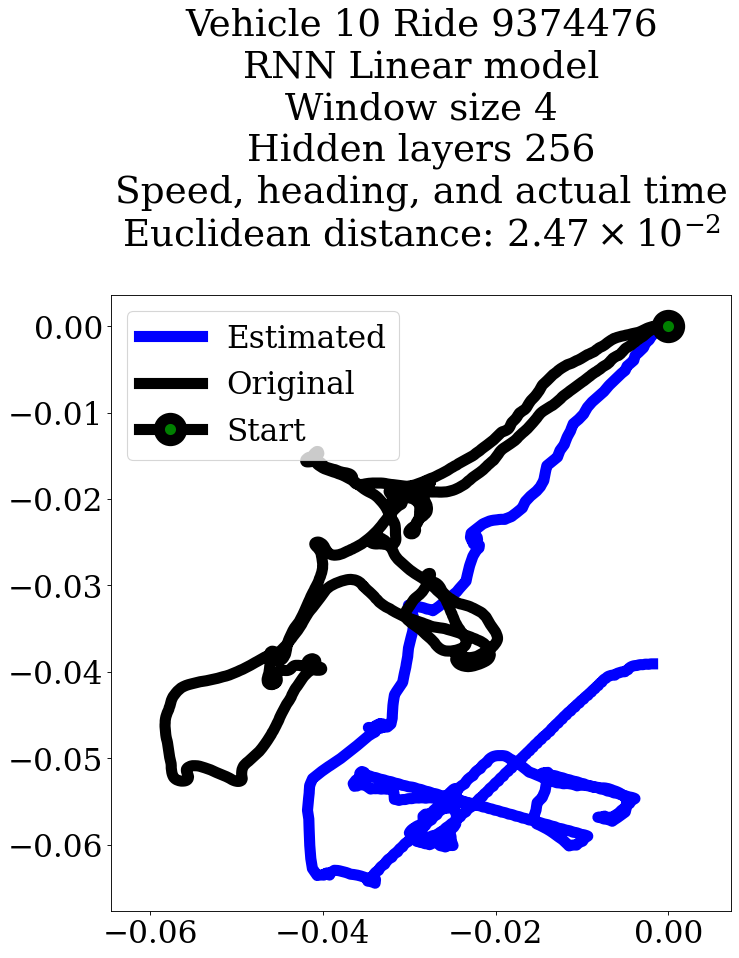 Vehicle 10 Ride 9374476
RNN Linear model
Window size 4
Hidden layers 256
Speed, heading, and actual time
Euclidean distance: 2.47 × 10⁻²
Estimated
Original
Start
0.00
−0.01
−0.02
−0.03
−0.04
−0.05
−0.06
−0.06 −0.04 −0.02 0.00